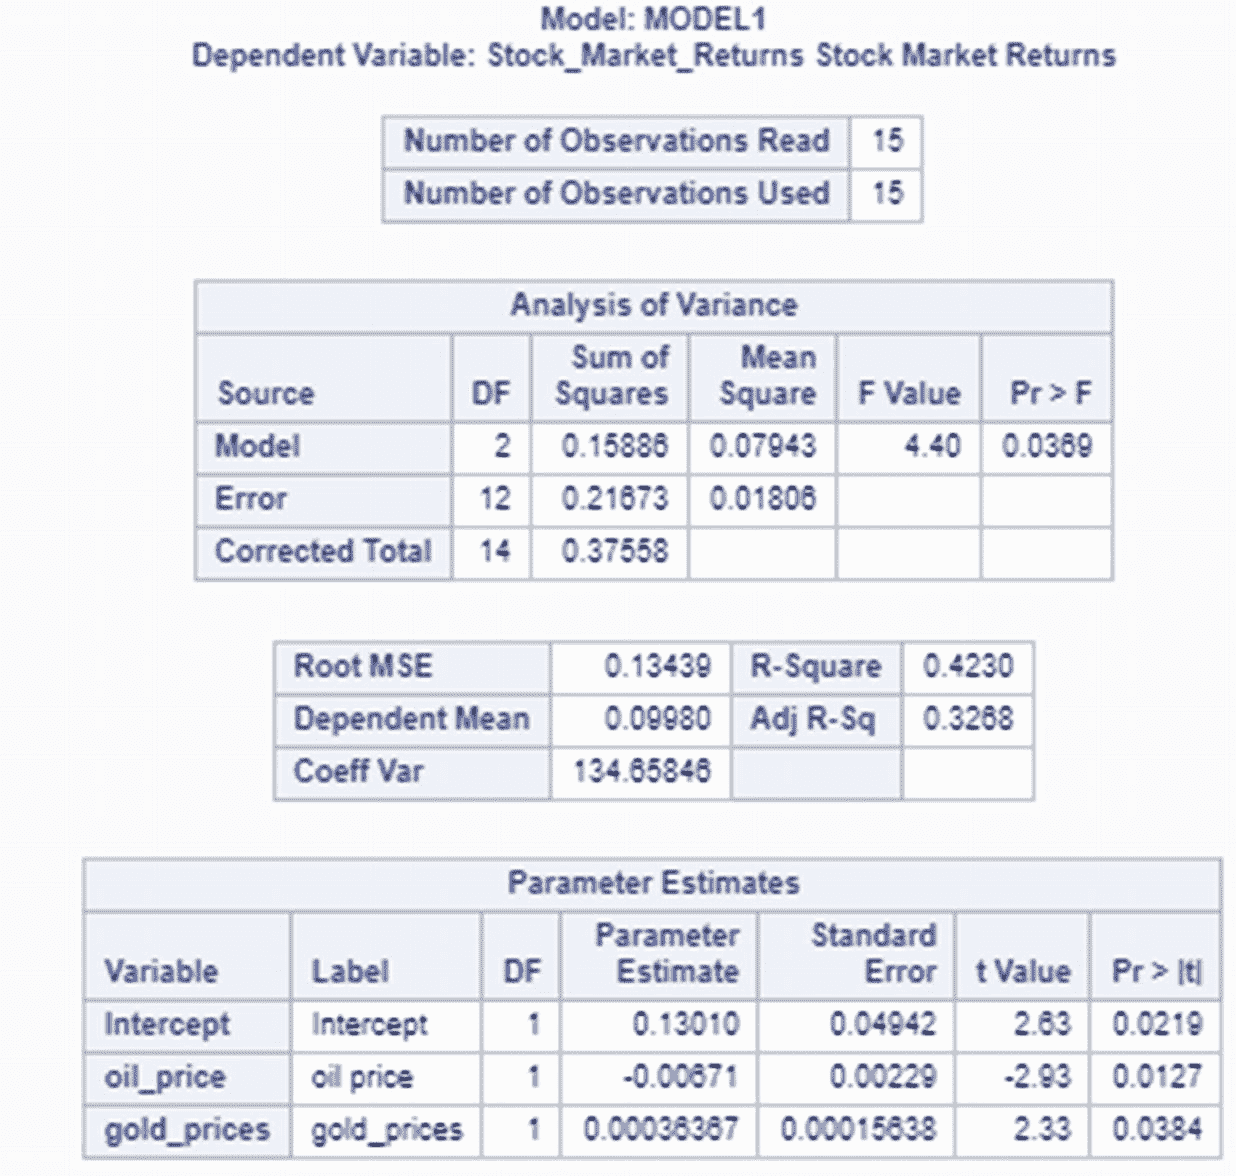 Model: MODEL1
Dependent Variable: Stock_Market_Returns Stock Market Returns
Number of Observations Read 15
Number of Observations Used 15
Analysis of Variance
Source DF Sum of Squares Mean Square F Value Pr > F
Model 2 0.15886 0.07943 4.40 0.0369
Error 12 0.21673 0.01806
Corrected Total 14 0.37558
Root MSE 0.13439 R-Square 0.4230
Dependent Mean 0.09980 Adj R-Sq 0.3268
Coeff Var 134.65846
Parameter Estimates
Variable Label DF Parameter Estimate Standard Error t Value Pr > |t|
Intercept Intercept 1 0.13010 0.04942 2.63 0.0219
oil_price oil price 1 -0.00671 0.00229 -2.93 0.0127
gold_prices gold_prices 1 0.00036367 0.00015638 2.33 0.0384